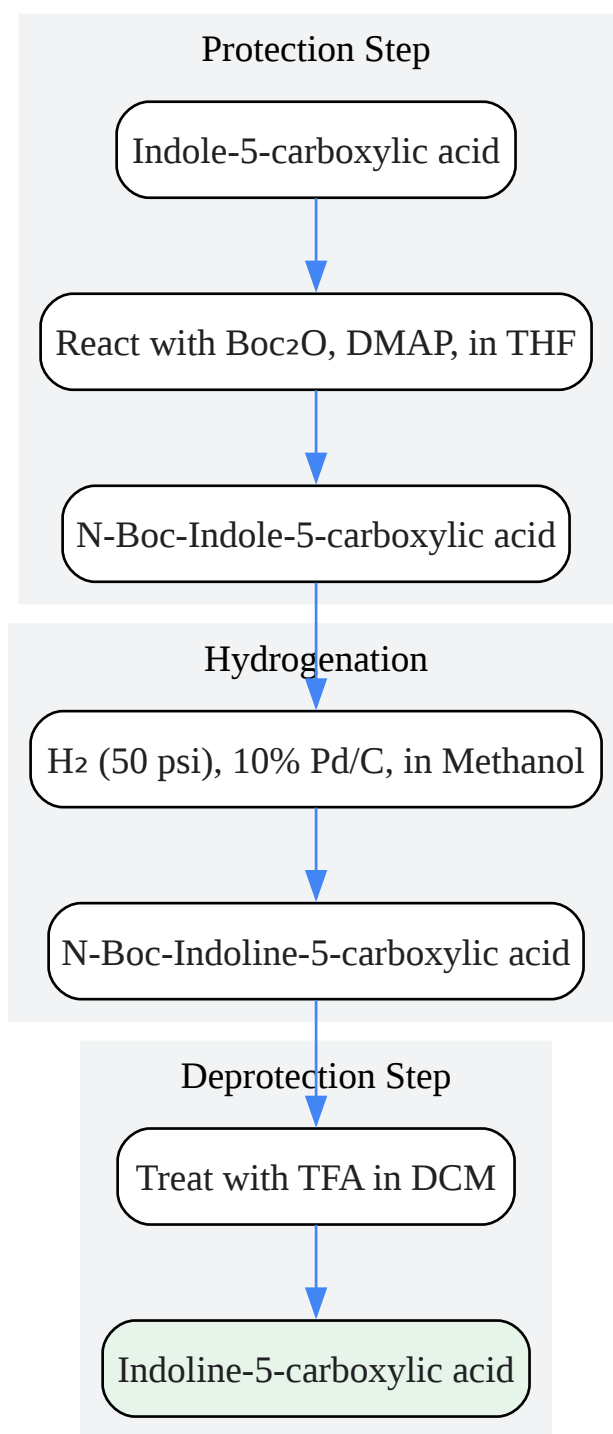 Protection Step
Indole-5-carboxylic acid
React with Boc₂O, DMAP, in THF
N-Boc-Indole-5-carboxylic acid
Hydrogenation
H₂ (50 psi), 10% Pd/C, in Methanol
N-Boc-Indoline-5-carboxylic acid
Deprotection Step
Treat with TFA in DCM
Indoline-5-carboxylic acid